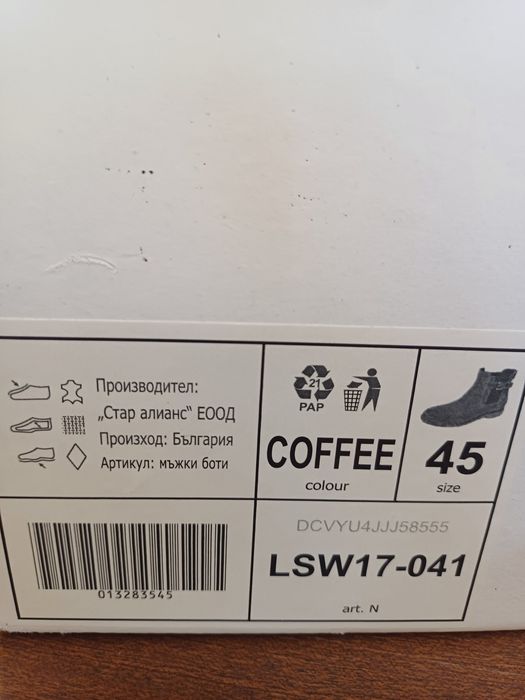 Производител:
„Стар алианс“ ЕООД
Произход: България
Артикул: мъжки боти
21
PAP
COFFEE
colour
45
size
013283545
DCVYU4JJJ58555
LSW17-041
art. N